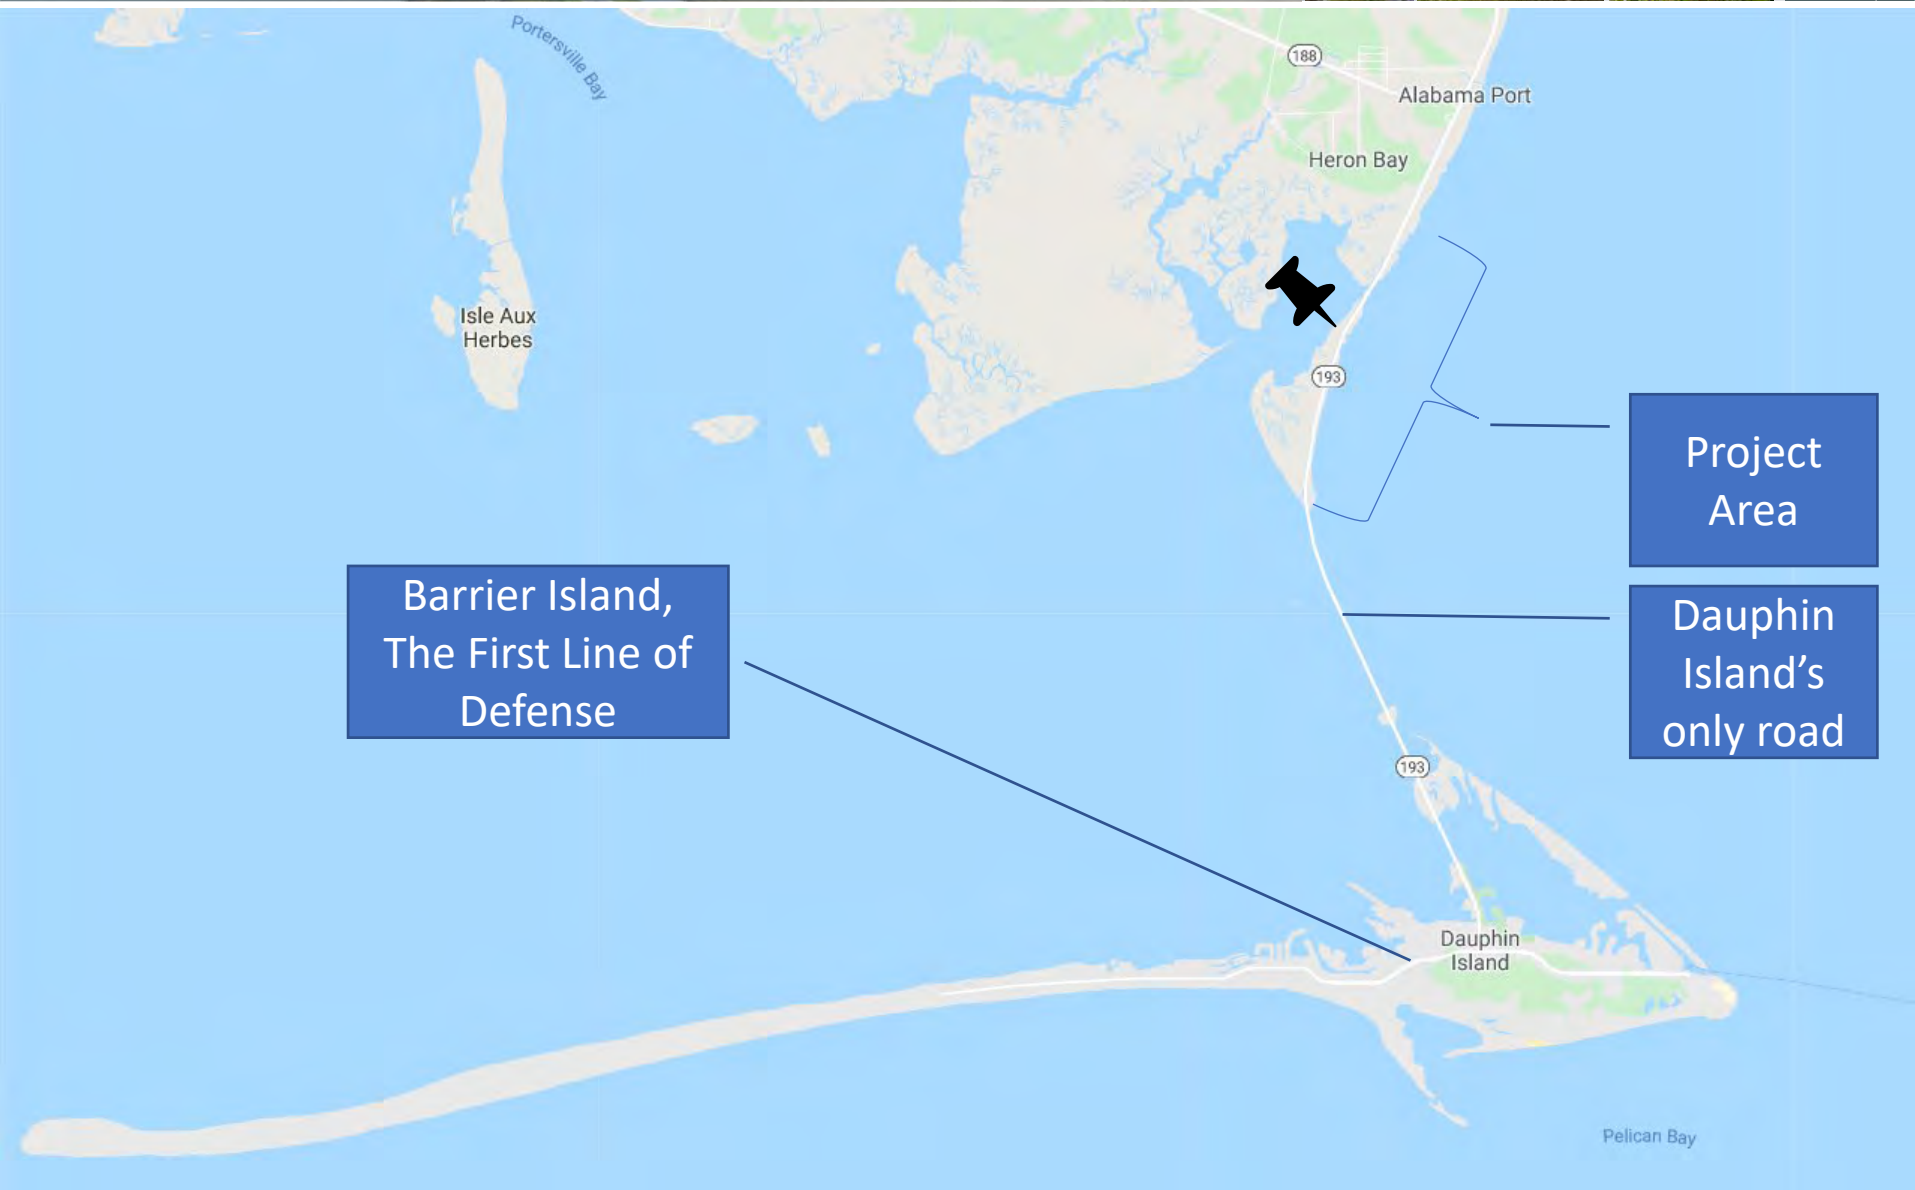 Portersville Bay
188
Alabama Port
Heron Bay
Isle Aux
Herbes
193
Project
Area
Barrier Island,
The First Line of
Defense
Dauphin
Island’s
only road
193
Dauphin
Island
Pelican Bay